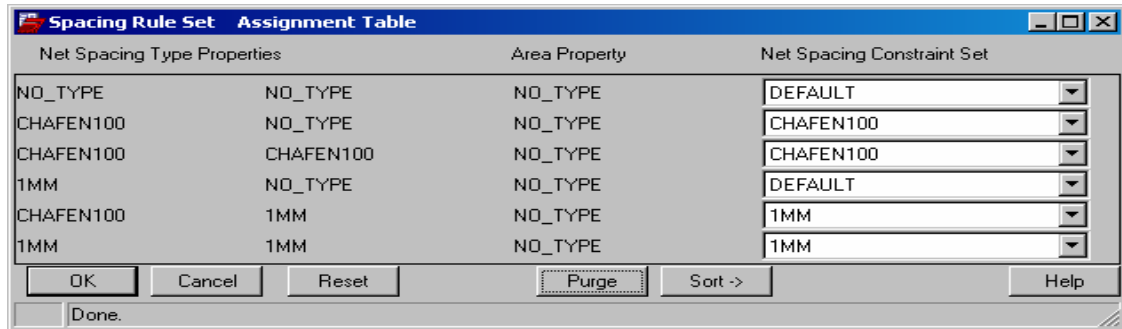 Spacing Rule Set Assignment Table
Net Spacing Type Properties Area Property Net Spacing Constraint Set
NO_TYPE NO_TYPE NO_TYPE DEFAULT
CHAFEN100 NO_TYPE NO_TYPE CHAFEN100
CHAFEN100 CHAFEN100 NO_TYPE CHAFEN100
1MM NO_TYPE NO_TYPE DEFAULT
CHAFEN100 1MM NO_TYPE 1MM
1MM 1MM NO_TYPE 1MM
OK Cancel Reset Purge Sort -> Help
Done.